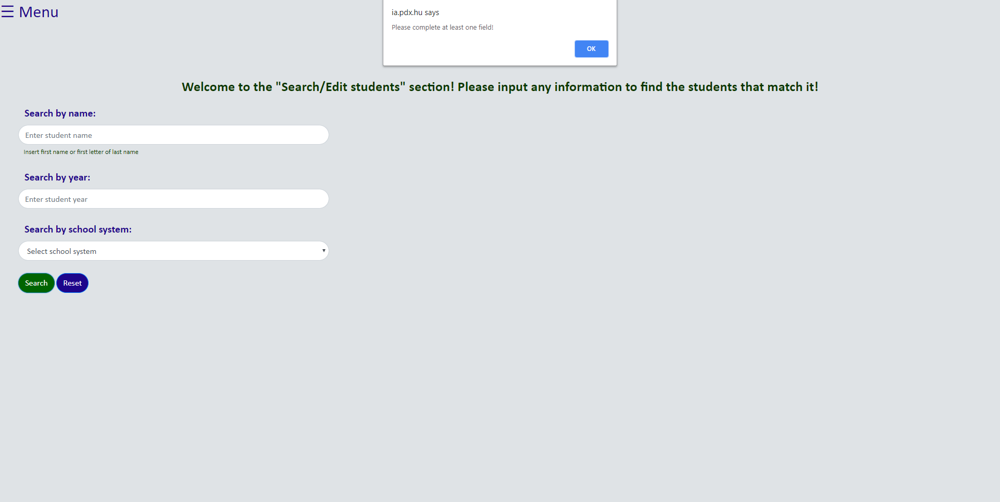 ☰ Menu
ia.pdx.hu says
Please complete at least one field!
OK
Welcome to the "Search/Edit students" section! Please input any information to find the students that match it!
Search by name:
Enter student name
Insert first name or first letter of last name
Search by year:
Enter student year
Search by school system:
Select school system
Search Reset